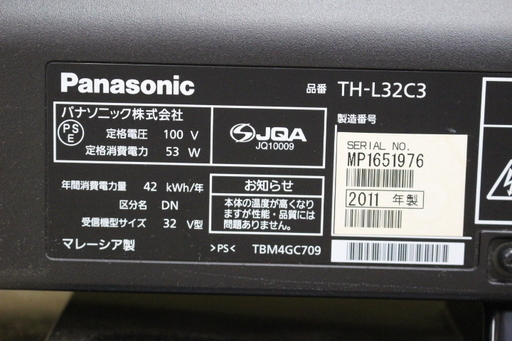 Panasonic
品番 TH-L32C3
パナソニック株式会社
PS
E
定格電圧 100 V
定格消費電力 53 W
JQA
JQ10009
製造番号
SERIAL NO.
MP1651976
2011 年製
年間消費電力量 42 kWh/年
区分名 DN
受信機型サイズ 32 V型
お知らせ
本体の温度が高くなり
ますが性能・品質には
問題ありません。
マレーシア製
>PS< TBM4GC709